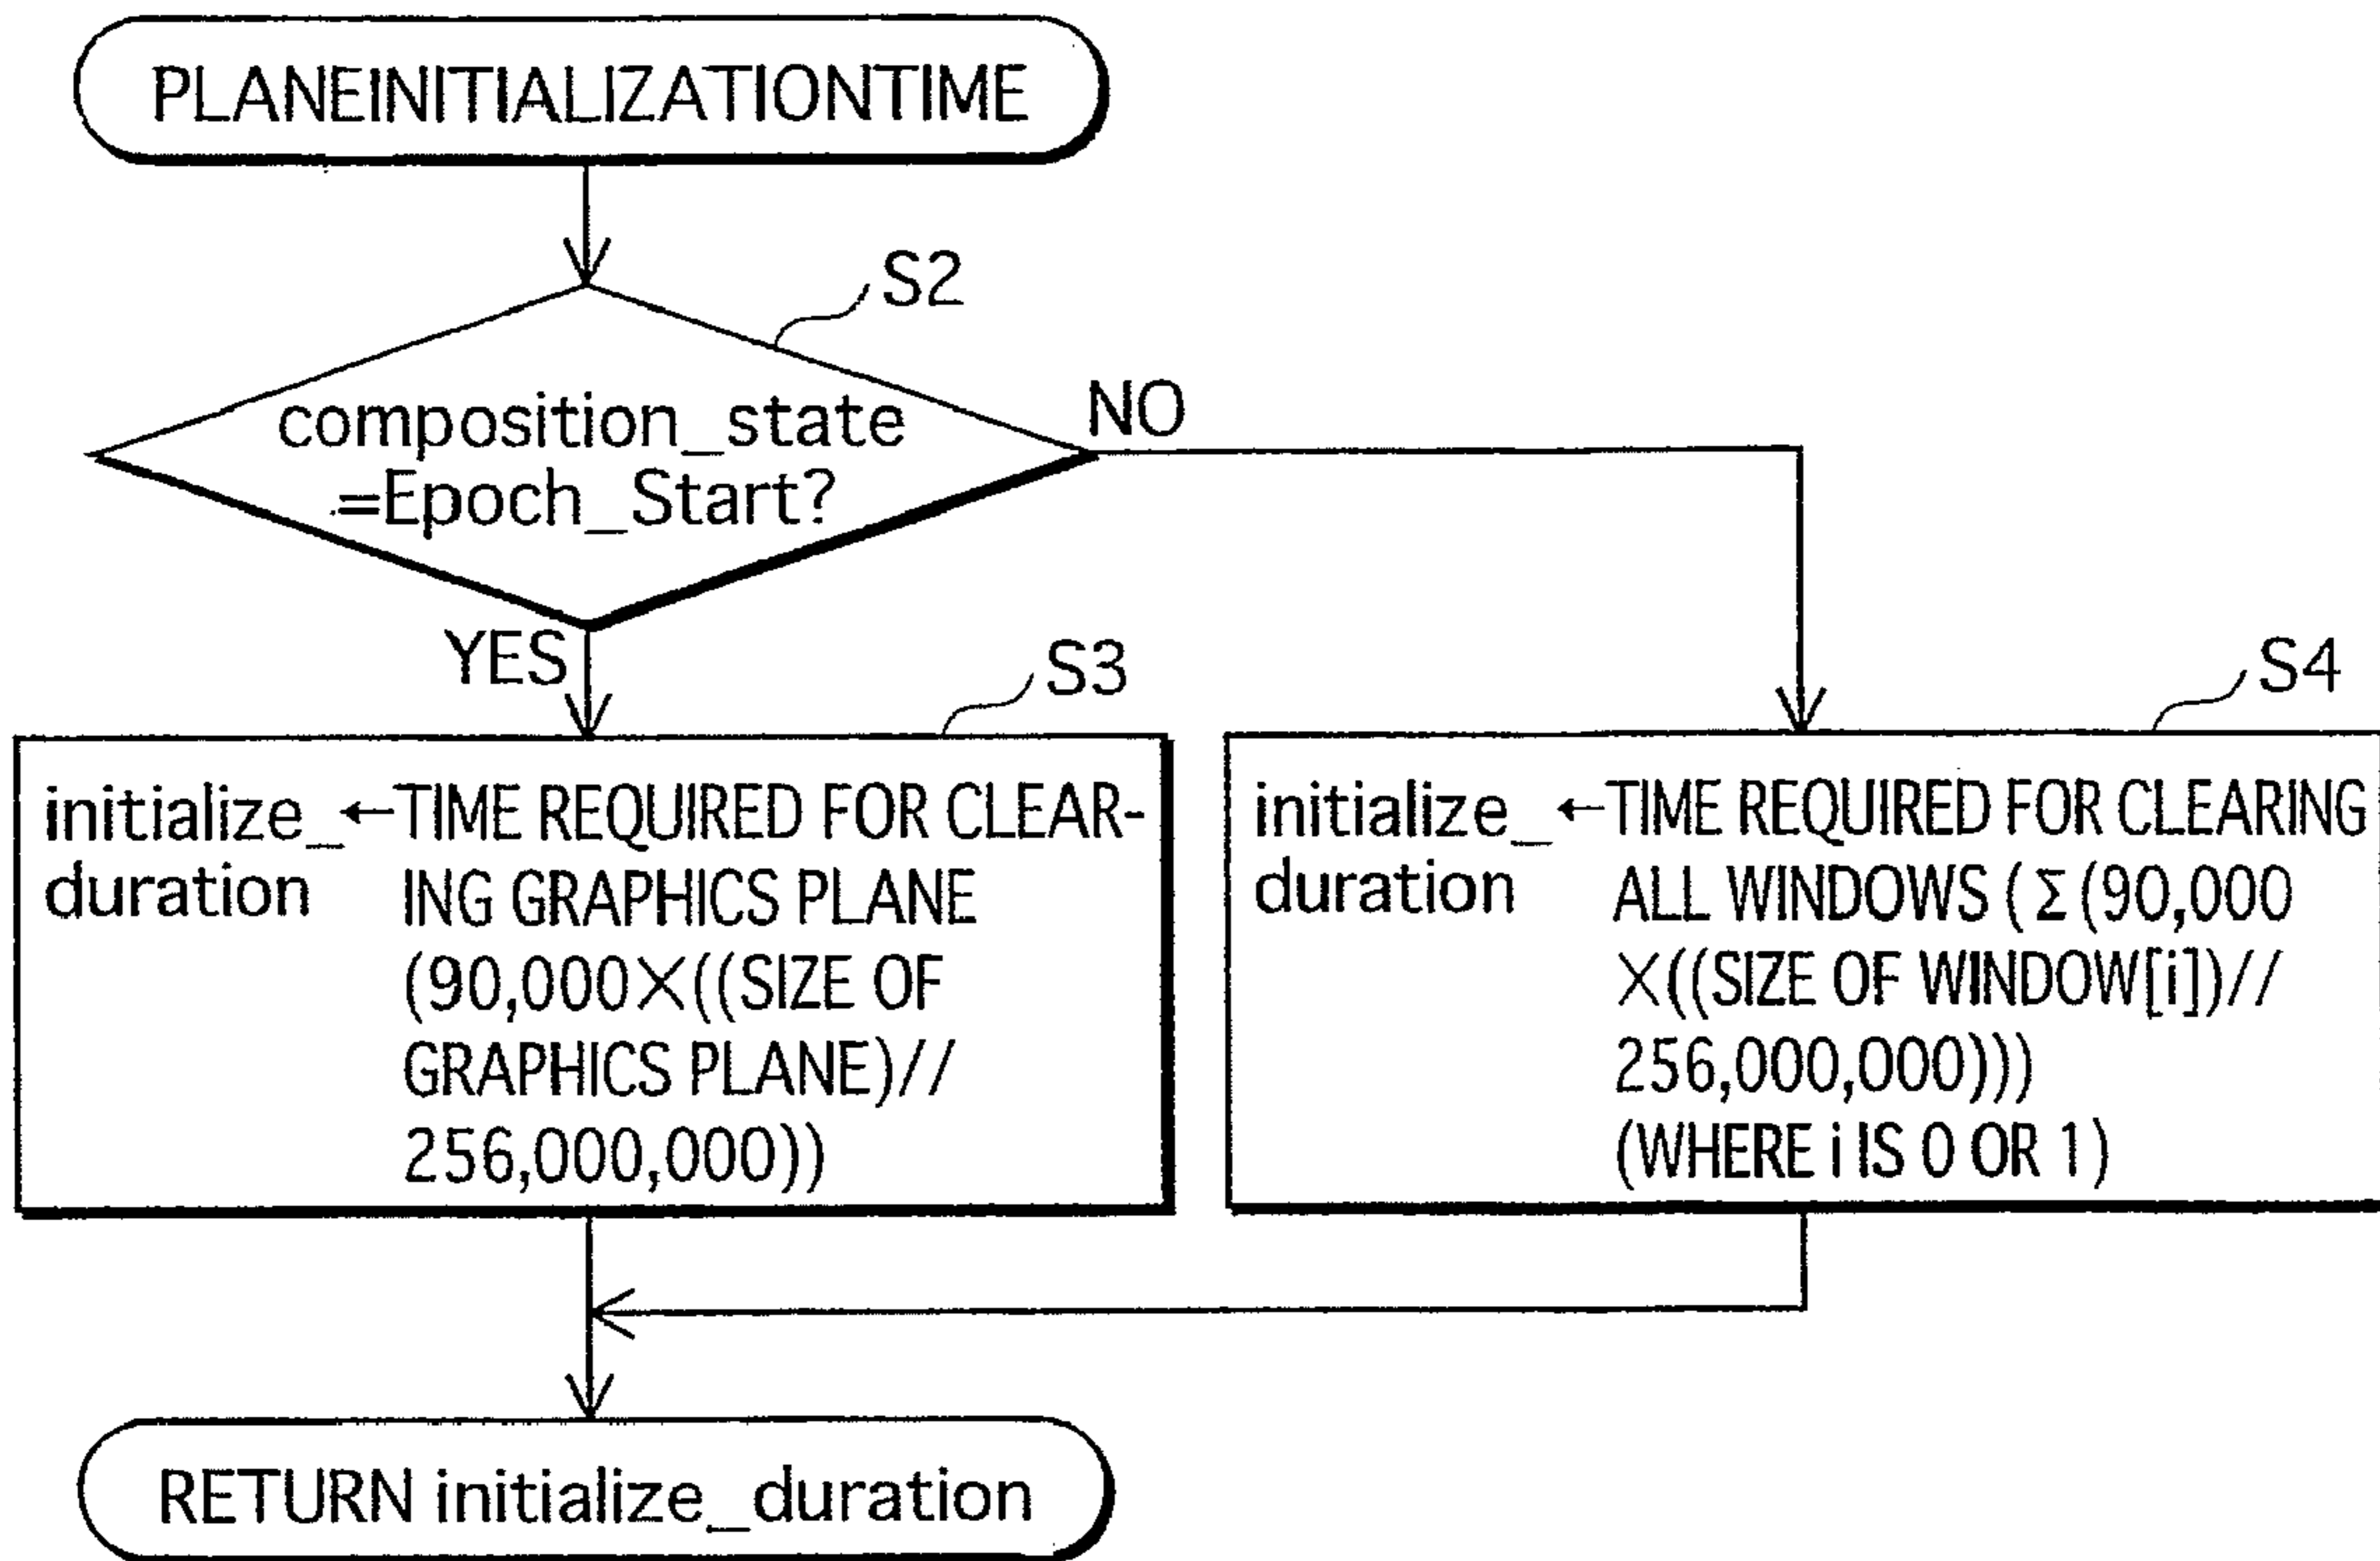 PLANEINITIALIZATIONTIME
S2
composition_state
=Epoch_Start?
NO
YES
S3
initialize_ ←TIME REQUIRED FOR CLEAR-
duration ING GRAPHICS PLANE
(90,000×((SIZE OF
GRAPHICS PLANE)//
256,000,000))
S4
initialize_ ←TIME REQUIRED FOR CLEARING
duration ALL WINDOWS (Σ(90,000
×((SIZE OF WINDOW[i])//
256,000,000)))
(WHERE i IS 0 OR 1)
RETURN initialize_duration